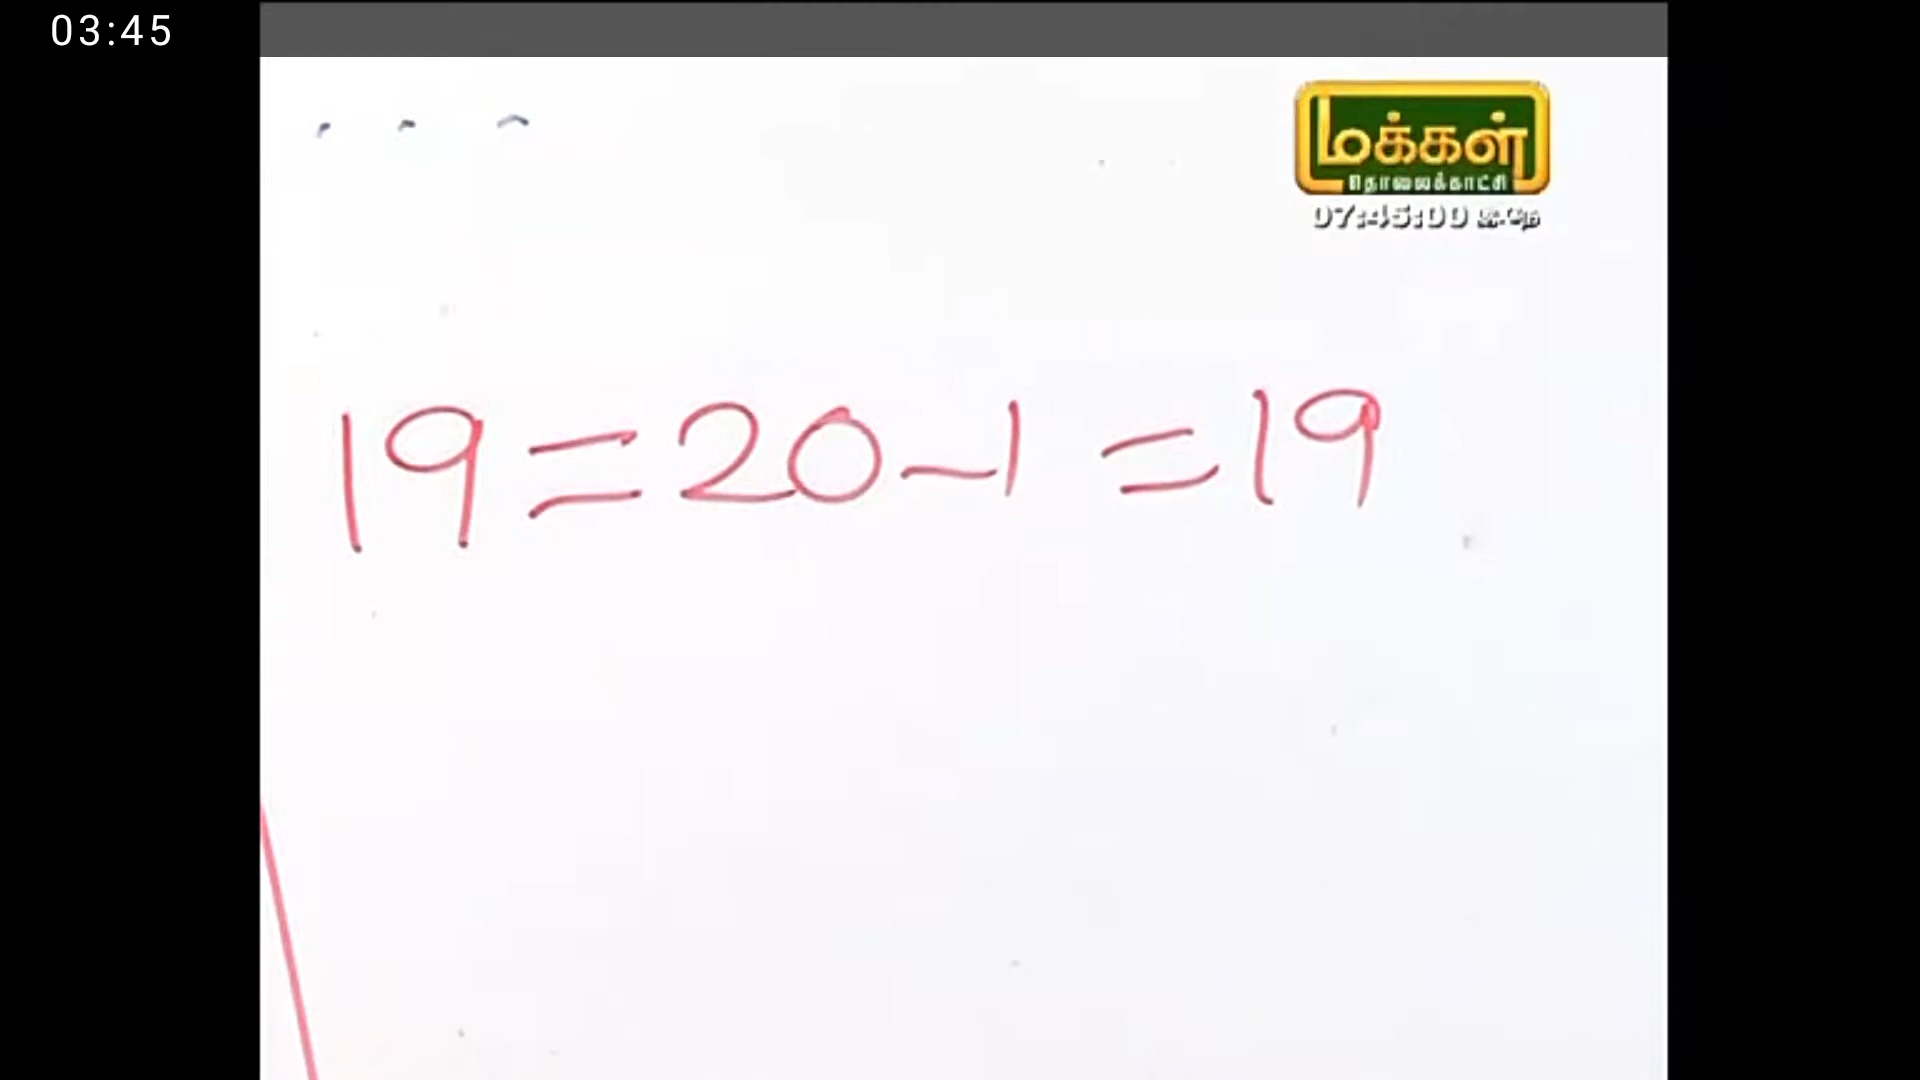 03:45
மக்கள்
தொலைக்காட்சி
07:45:00
19 = 20 - 1 = 19